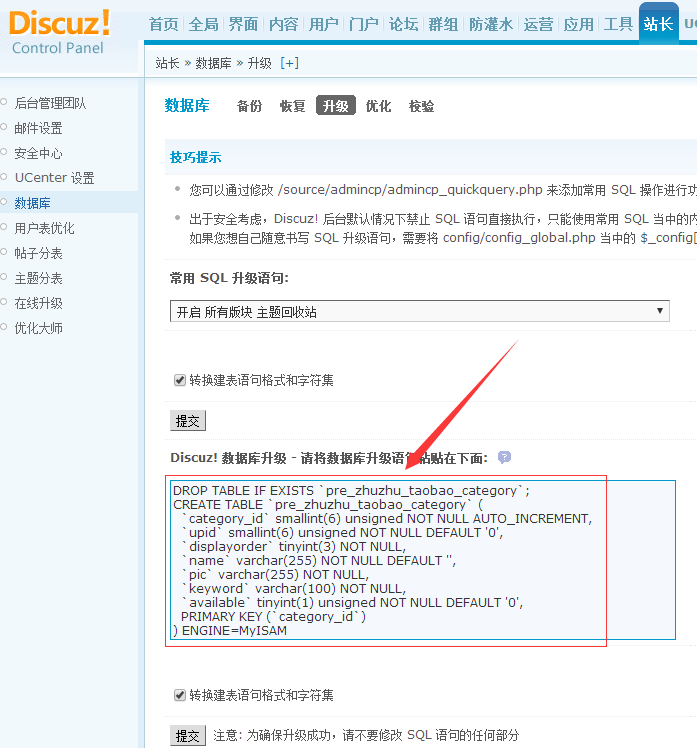 Discuz!
Control Panel
首页 全局 界面 内容 用户 门户 论坛 群组 防灌水 运营 应用 工具 站长 UC
站长 » 数据库 » 升级 [+]
后台管理团队
邮件设置
安全中心
UCenter 设置
数据库
用户表优化
帖子分表
主题分表
在线升级
优化大师
数据库 备份 恢复 升级 优化 校验
技巧提示
您可以通过修改 /source/admincp/admincp_quickquery.php 来添加常用 SQL 操作进行功
出于安全考虑，Discuz! 后台默认情况下禁止 SQL 语句直接执行，只能使用常用 SQL 当中的内
如果您想自己随意书写 SQL 升级语句，需要将 config/config_global.php 当中的 $_config[
常用 SQL 升级语句:
开启 所有版块 主题回收站
转换建表语句格式和字符集
提交
Discuz! 数据库升级 - 请将数据库升级语句粘贴在下面:
DROP TABLE IF EXISTS `pre_zhuzhu_taobao_category`;
CREATE TABLE `pre_zhuzhu_taobao_category` (
`category_id` smallint(6) unsigned NOT NULL AUTO_INCREMENT,
`upid` smallint(6) unsigned NOT NULL DEFAULT '0',
`displayorder` tinyint(3) NOT NULL,
`name` varchar(255) NOT NULL DEFAULT '',
`pic` varchar(255) NOT NULL,
`keyword` varchar(100) NOT NULL,
`available` tinyint(1) unsigned NOT NULL DEFAULT '0',
PRIMARY KEY (`category_id`)
) ENGINE=MyISAM
转换建表语句格式和字符集
提交 注意: 为确保升级成功，请不要修改 SQL 语句的任何部分